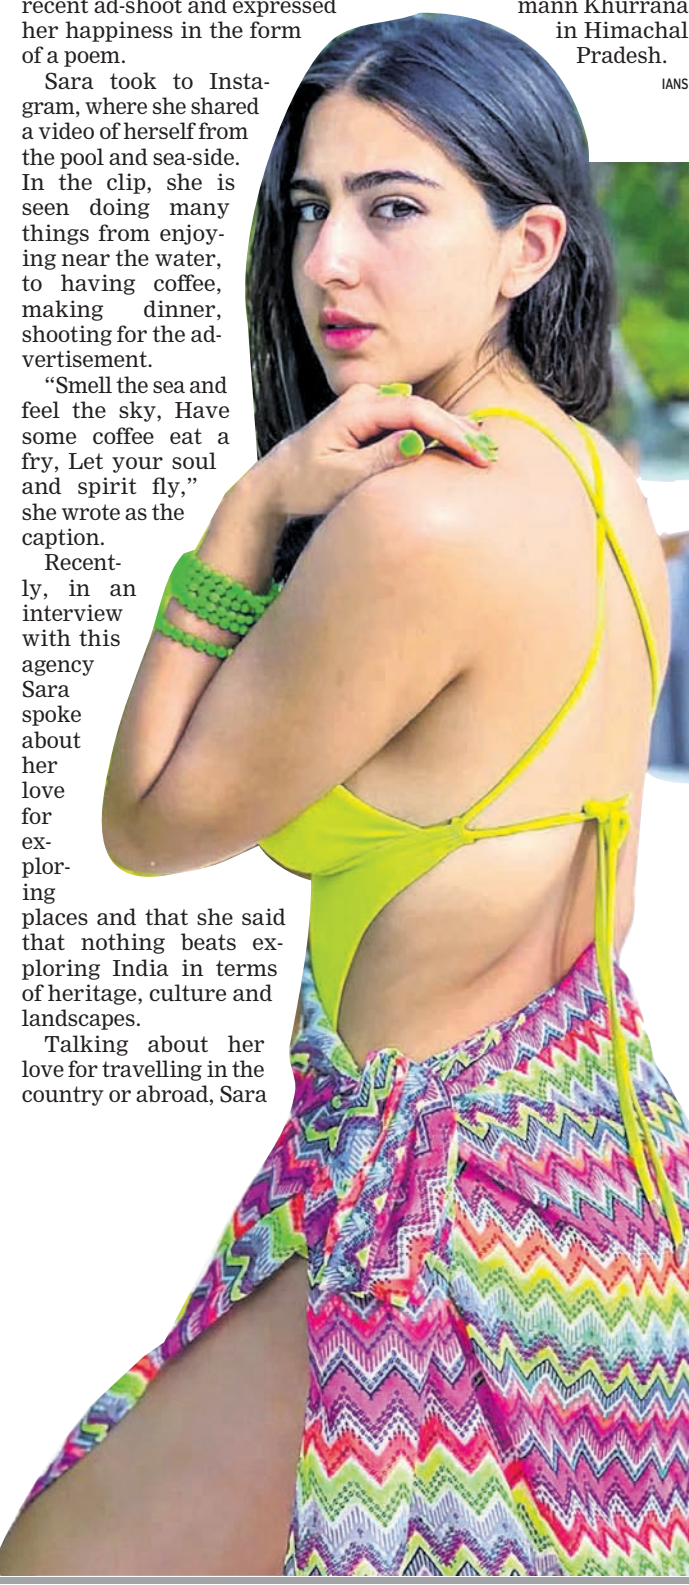 recent ad-shoot and expressed
her happiness in the form
of a poem.
Sara took to Insta-
gram, where she shared
a video of herself from
the pool and sea-side.
In the clip, she is
seen doing many
things from enjoy-
ing near the water,
to having coffee,
making dinner,
shooting for the ad-
vertisement.
“Smell the sea and
feel the sky, Have
some coffee eat a
fry, Let your soul
and spirit fly,”
she wrote as the
caption.
Recent-
ly, in an
interview
with this
agency
Sara
spoke
about
her
love
for
ex-
plor-
ing
places and that she said
that nothing beats ex-
ploring India in terms
of heritage, culture and
landscapes.
Talking about her
love for travelling in the
country or abroad, Sara
mann Khurrana
in Himachal
Pradesh.
IANS